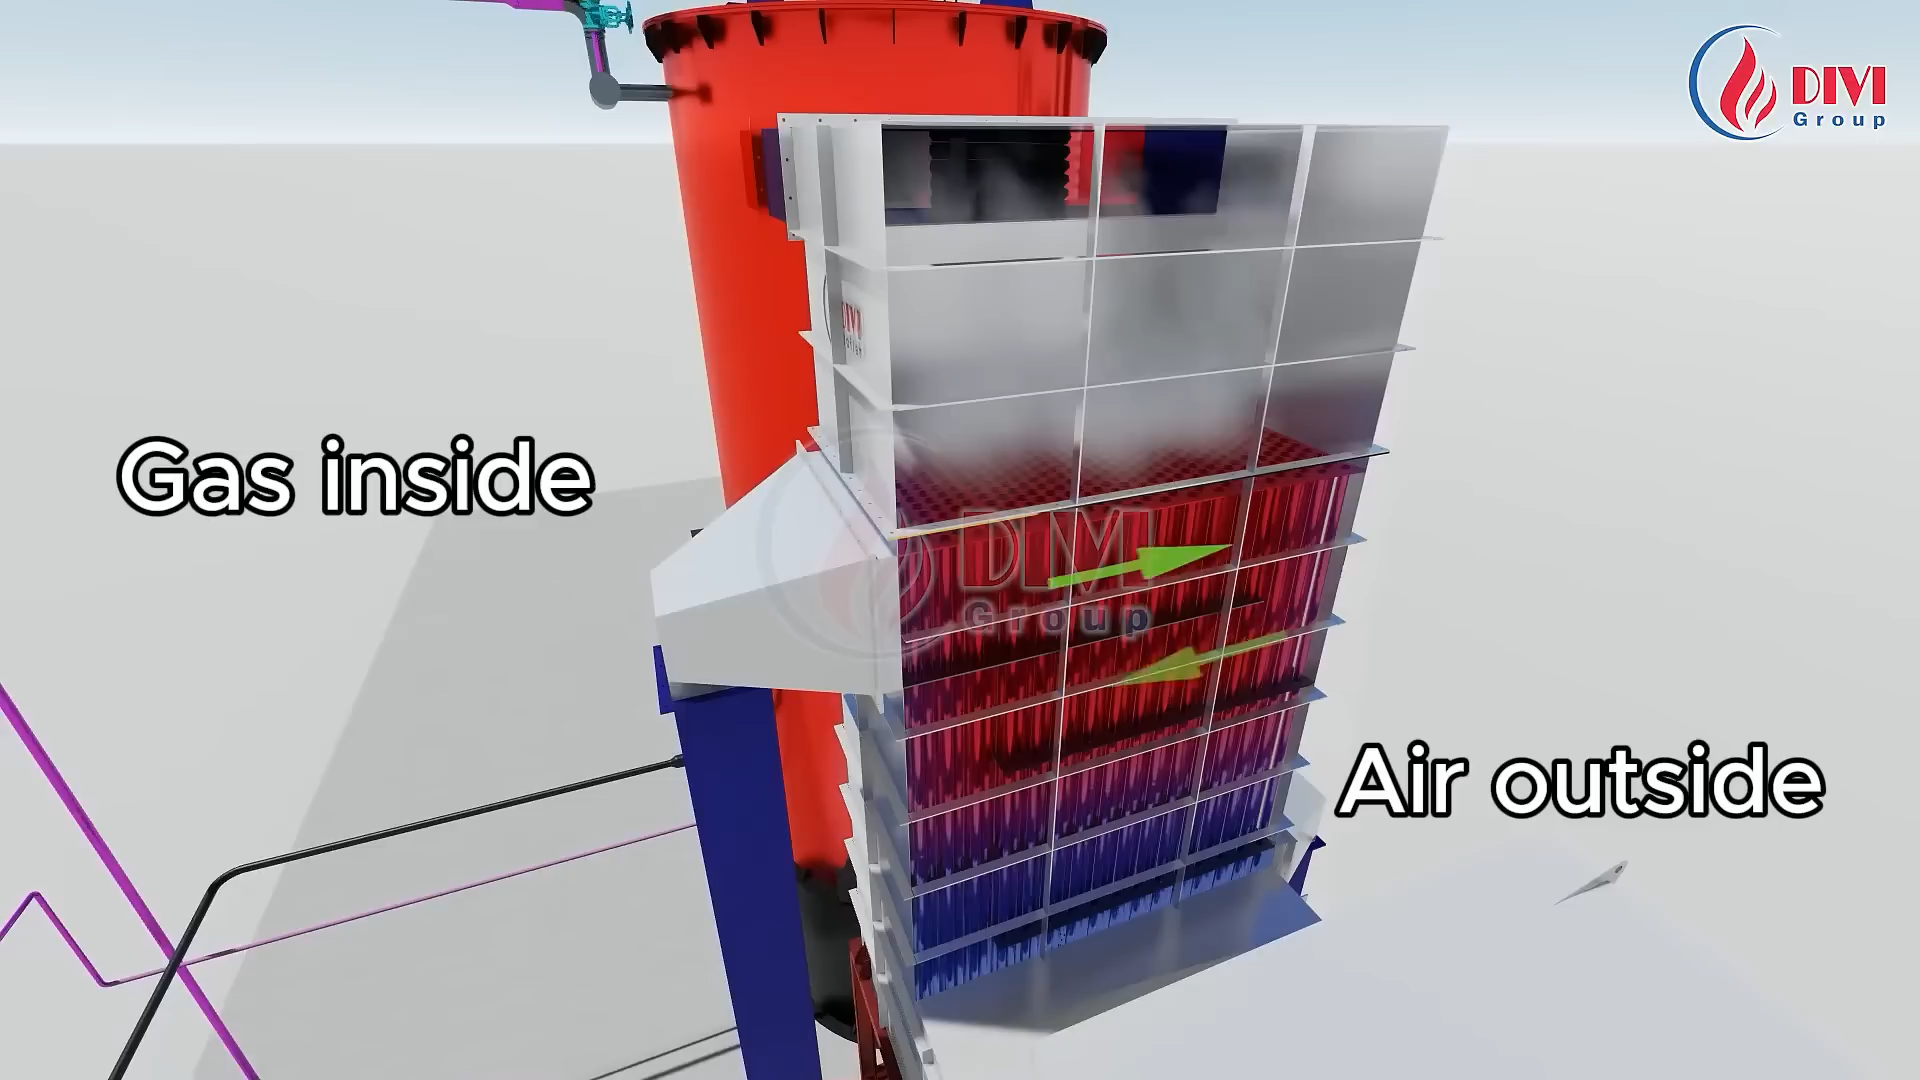 DIVI
Group
Gas inside
DIVI
Group
Air outside